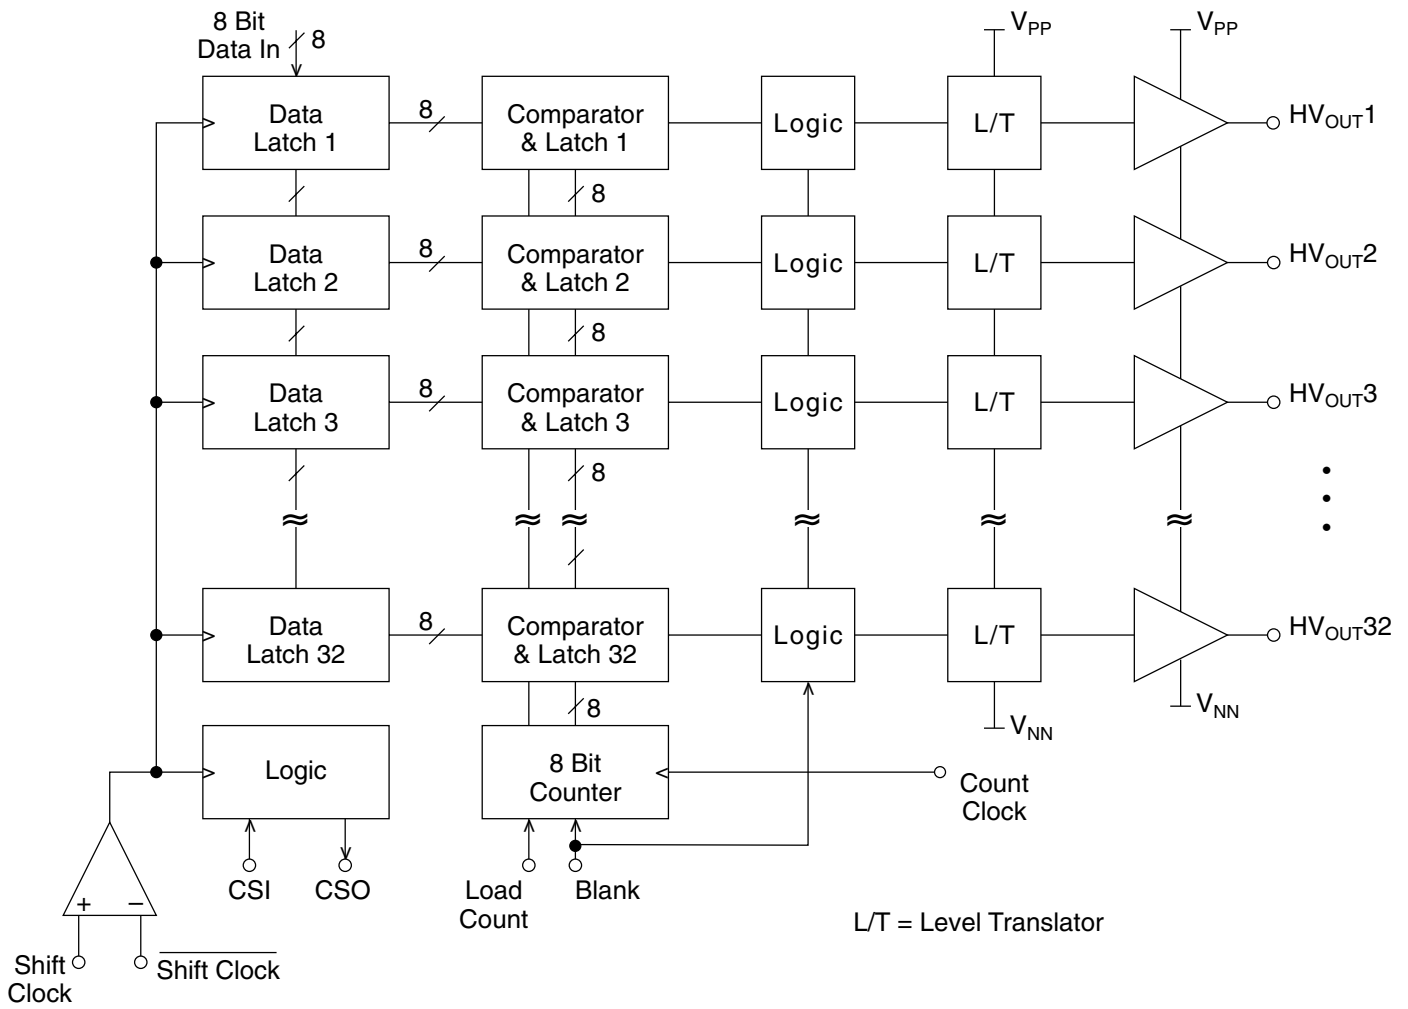 8 Bit
Data In
8
V_PP
V_PP
Data
Latch 1
8
Comparator
& Latch 1
Logic
L/T
HV_OUT1
8
Data
Latch 2
8
Comparator
& Latch 2
Logic
L/T
HV_OUT2
8
Data
Latch 3
8
Comparator
& Latch 3
Logic
L/T
HV_OUT3
8
Data
Latch 32
8
Comparator
& Latch 32
Logic
L/T
HV_OUT32
8
V_NN
V_NN
Logic
8 Bit
Counter
Count
Clock
CSI
CSO
Load
Count
Blank
L/T = Level Translator
+
−
Shift
Clock
S̅h̅i̅f̅t̅ ̅C̅l̅o̅c̅k̅